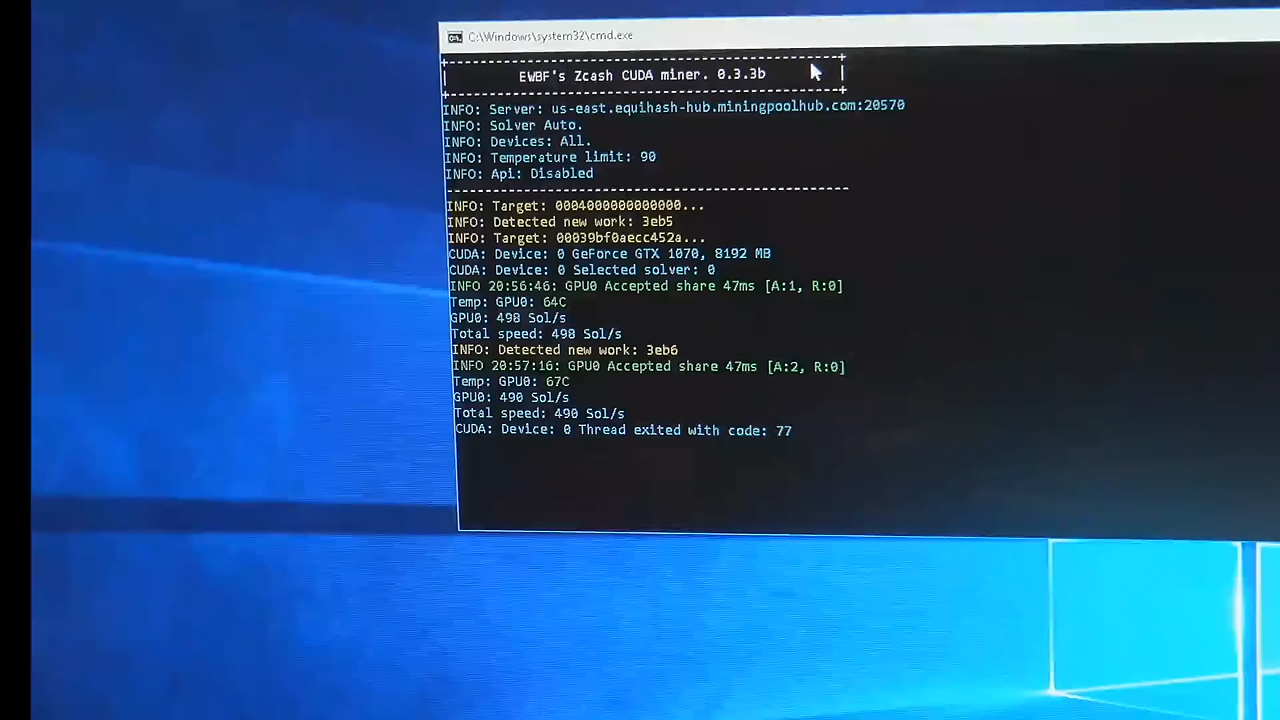 C:\Windows\system32\cmd.exe
+-------------------------------------------------+
| EWBF's Zcash CUDA miner. 0.3.3b |
+-------------------------------------------------+
INFO: Server: us-east.equihash-hub.miningpoolhub.com:20570
INFO: Solver Auto.
INFO: Devices: All.
INFO: Temperature limit: 90
INFO: Api: Disabled
---------------------------------------------------
INFO: Target: 0004000000000000...
INFO: Detected new work: 3eb5
INFO: Target: 00039bf0aecc452a...
CUDA: Device: 0 GeForce GTX 1070, 8192 MB
CUDA: Device: 0 Selected solver: 0
INFO 20:56:46: GPU0 Accepted share 47ms [A:1, R:0]
Temp: GPU0: 64C
GPU0: 498 Sol/s
Total speed: 498 Sol/s
INFO: Detected new work: 3eb6
INFO 20:57:16: GPU0 Accepted share 47ms [A:2, R:0]
Temp: GPU0: 67C
GPU0: 490 Sol/s
Total speed: 490 Sol/s
CUDA: Device: 0 Thread exited with code: 77